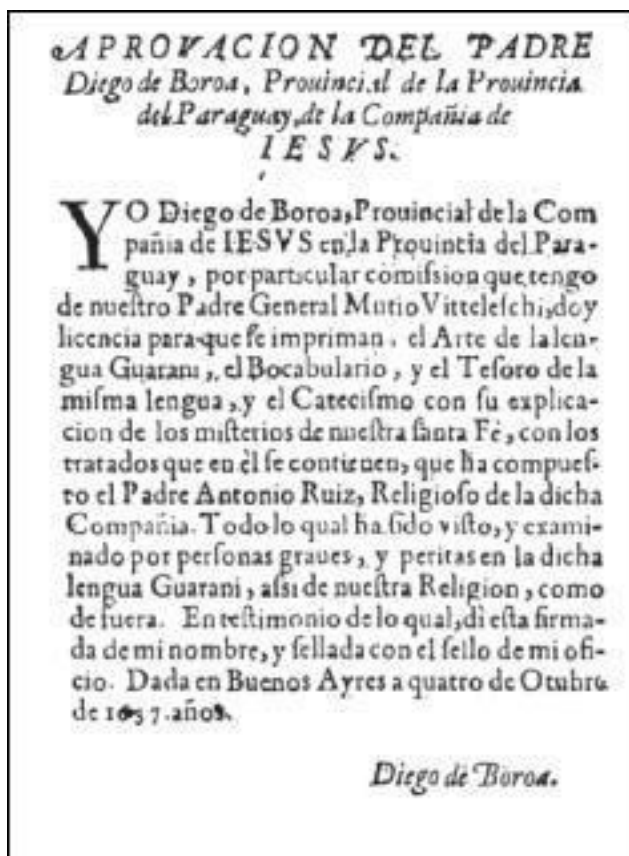 APROVACION DEL PADRE
Diego de Boroa, Prouincial de la Prouincia
del Paraguay, de la Compañia de
IESVS.
YO Diego de Boroa, Prouincial de la Com
pañia de IESVS en la Prouincia del Para-
guay, por particular comission que tengo
de nuestro Padre General Mutio Vitteleschi, doy
licencia para que se impriman, el Arte de la len-
gua Guarani, el Bocabulario, y el Tesoro de la
misma lengua, y el Catecismo con su explica-
cion de los misterios de nuestra santa Fè, con los
tratados que en èl se contienen, que ha compues-
to el Padre Antonio Ruiz, Religioso de la dicha
Compañia. Todo lo qual ha sido visto, y exami-
nado por personas graues, y peritas en la dicha
lengua Guarani, assi de nuestra Religion, como
de fuera. En testimonio de lo qual, di esta firma-
da de mi nombre, y sellada con el sello de mi ofi-
cio. Dada en Buenos Ayres a quatro de Otubre
de 1637. años.
Diego de Boroa.